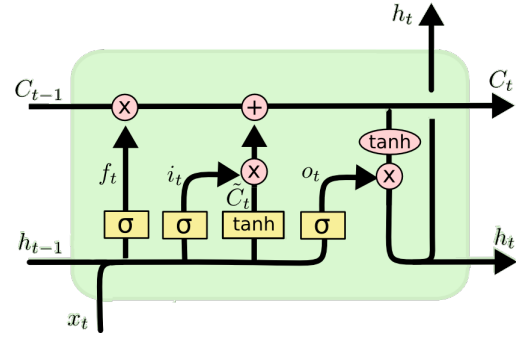 h_t
C_{t-1} x + C_t
tanh
f_t i_t x o_t x
C̃_t
σ σ tanh σ
h_{t-1} h_t
x_t